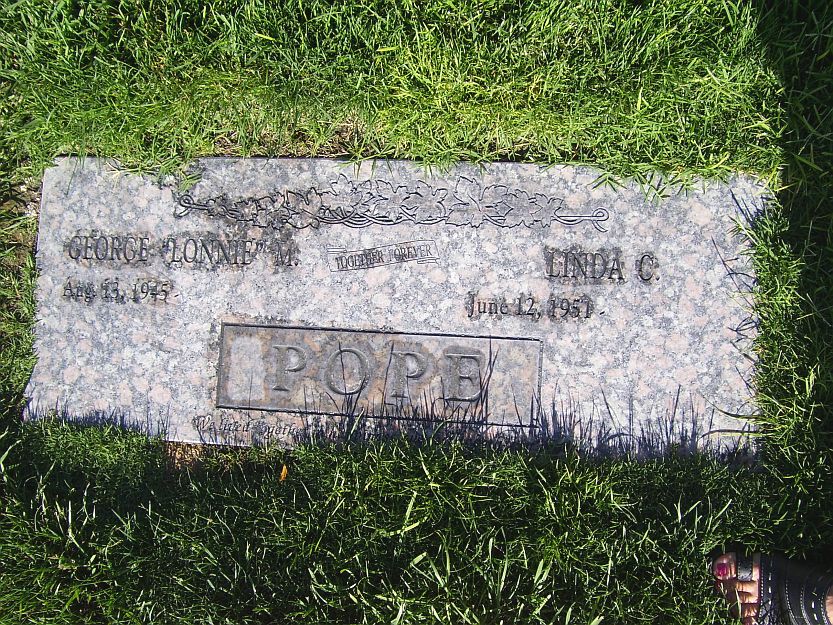 GEORGE "LONNIE" M.
Aug 13, 1945 -
TOGETHER FOREVER
LINDA C.
June 12, 1951 -
POPE